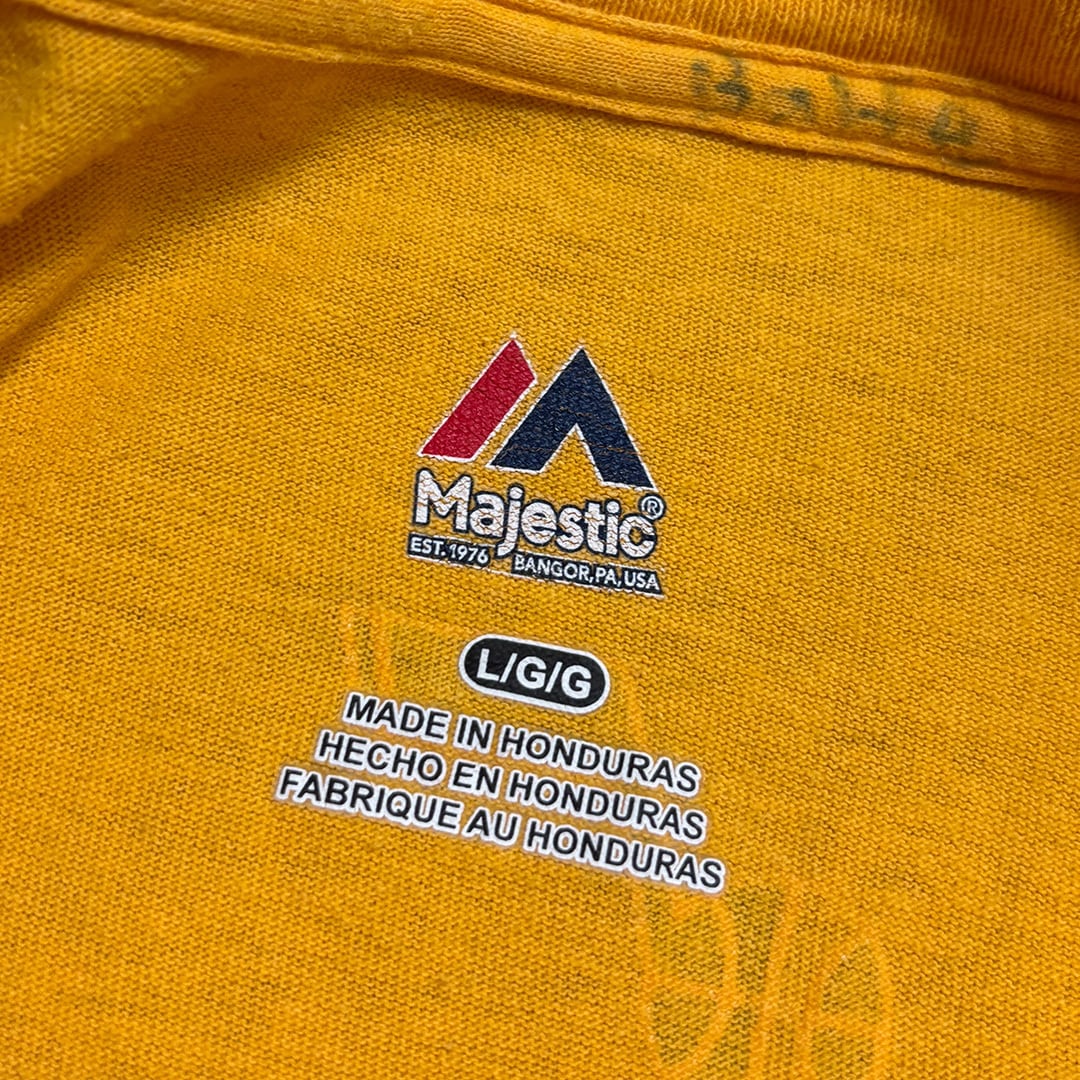 Majestic®
EST. 1976 BANGOR, PA, USA
L/G/G
MADE IN HONDURAS
HECHO EN HONDURAS
FABRIQUE AU HONDURAS